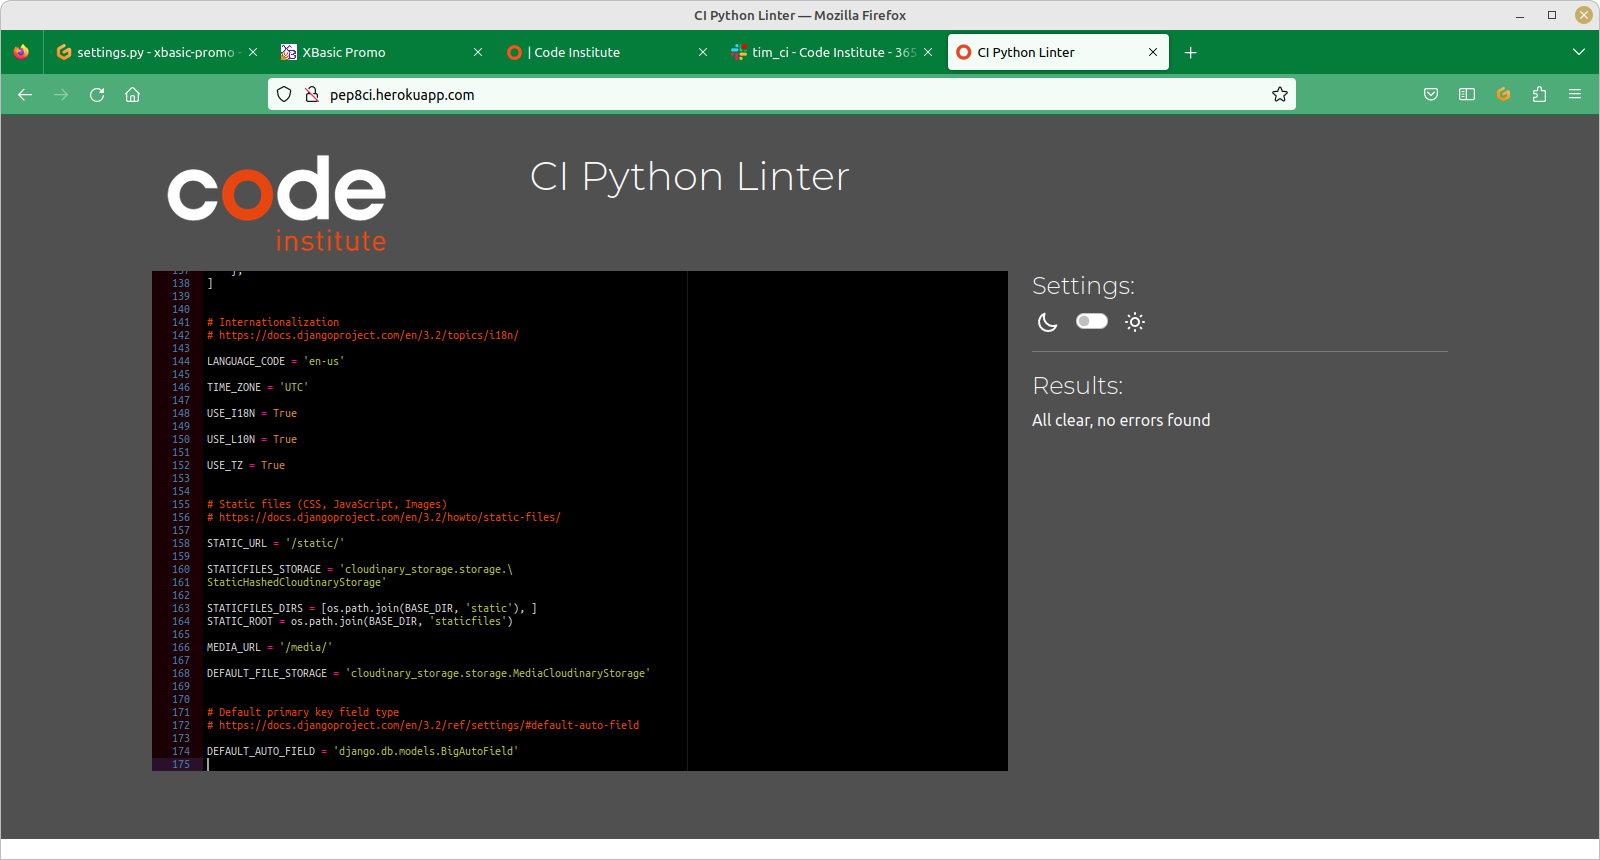 CI Python Linter — Mozilla Firefox
settings.py - xbasic-promo -
XBasic Promo
| Code Institute
tim_ci - Code Institute - 365
CI Python Linter
pep8ci.herokuapp.com
code
institute
CI Python Linter
138 ]
139
140
141 # Internationalization
142 # https://docs.djangoproject.com/en/3.2/topics/i18n/
143
144 LANGUAGE_CODE = 'en-us'
145
146 TIME_ZONE = 'UTC'
147
148 USE_I18N = True
149
150 USE_L10N = True
151
152 USE_TZ = True
153
154
155 # Static files (CSS, JavaScript, Images)
156 # https://docs.djangoproject.com/en/3.2/howto/static-files/
157
158 STATIC_URL = '/static/'
159
160 STATICFILES_STORAGE = 'cloudinary_storage.storage.\
161 StaticHashedCloudinaryStorage'
162
163 STATICFILES_DIRS = [os.path.join(BASE_DIR, 'static'), ]
164 STATIC_ROOT = os.path.join(BASE_DIR, 'staticfiles')
165
166 MEDIA_URL = '/media/'
167
168 DEFAULT_FILE_STORAGE = 'cloudinary_storage.storage.MediaCloudinaryStorage'
169
170
171 # Default primary key field type
172 # https://docs.djangoproject.com/en/3.2/ref/settings/#default-auto-field
173
174 DEFAULT_AUTO_FIELD = 'django.db.models.BigAutoField'
175
Settings:
Results:
All clear, no errors found